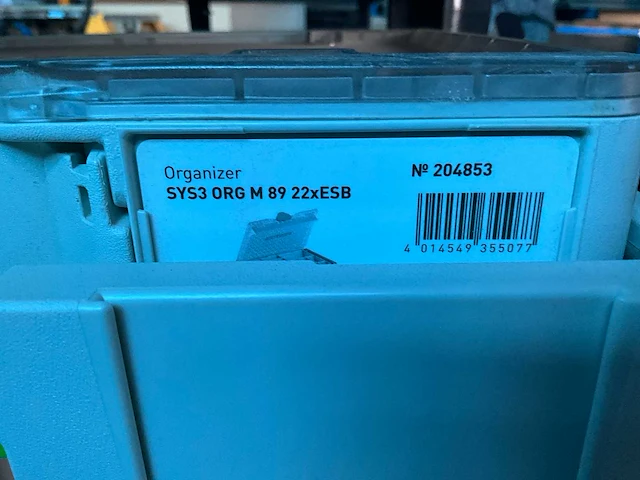 Organizer
SYS3 ORG M 89 22xESB
Nº 204853
4 014549 355077